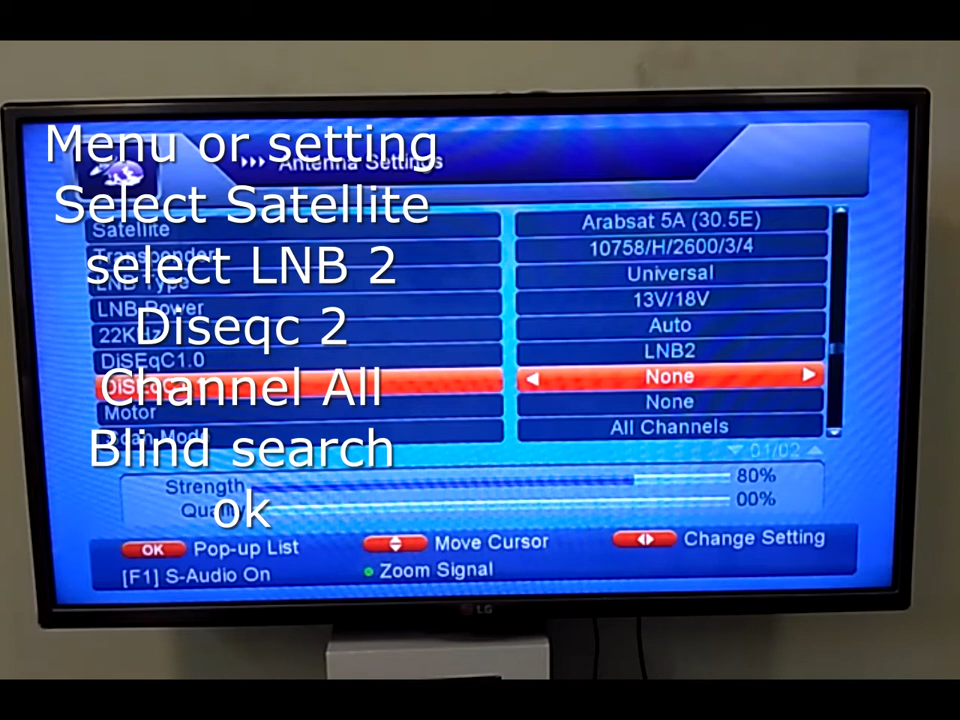 Menu or setting
Antenna Settings
Select Satellite
Satellite Arabsat 5A (30.5E)
Transponder 10758/H/2600/3/4
select LNB 2
LNB Type Universal
LNB Power 13V/18V
Diseqc 2
22KHz Auto
DiSEqC1.0 LNB2
Channel All
None
Motor None
Blind search
Scan Mode All Channels
01/02
Strength 80%
ok
Quality 00%
OK Pop-up List Move Cursor Change Setting
[F1] S-Audio On Zoom Signal
LG